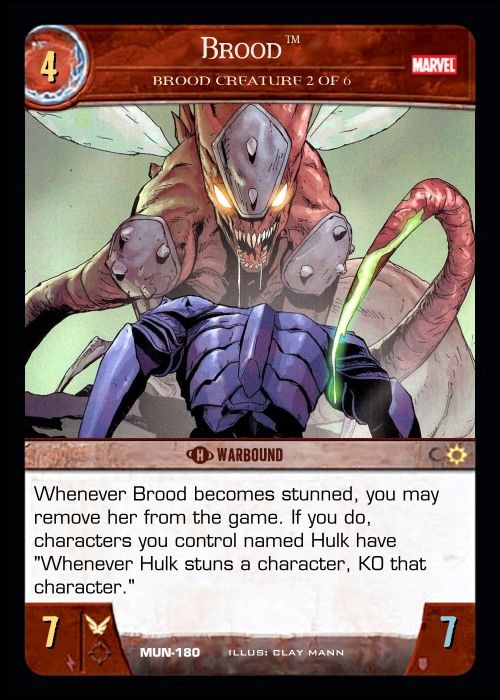 4
Brood™
MARVEL
BROOD CREATURE 2 OF 6
H WARBOUND
C
Whenever Brood becomes stunned, you may
remove her from the game. If you do,
characters you control named Hulk have
"Whenever Hulk stuns a character, KO that
character."
7
7
MUN-180 ILLUS: CLAY MANN